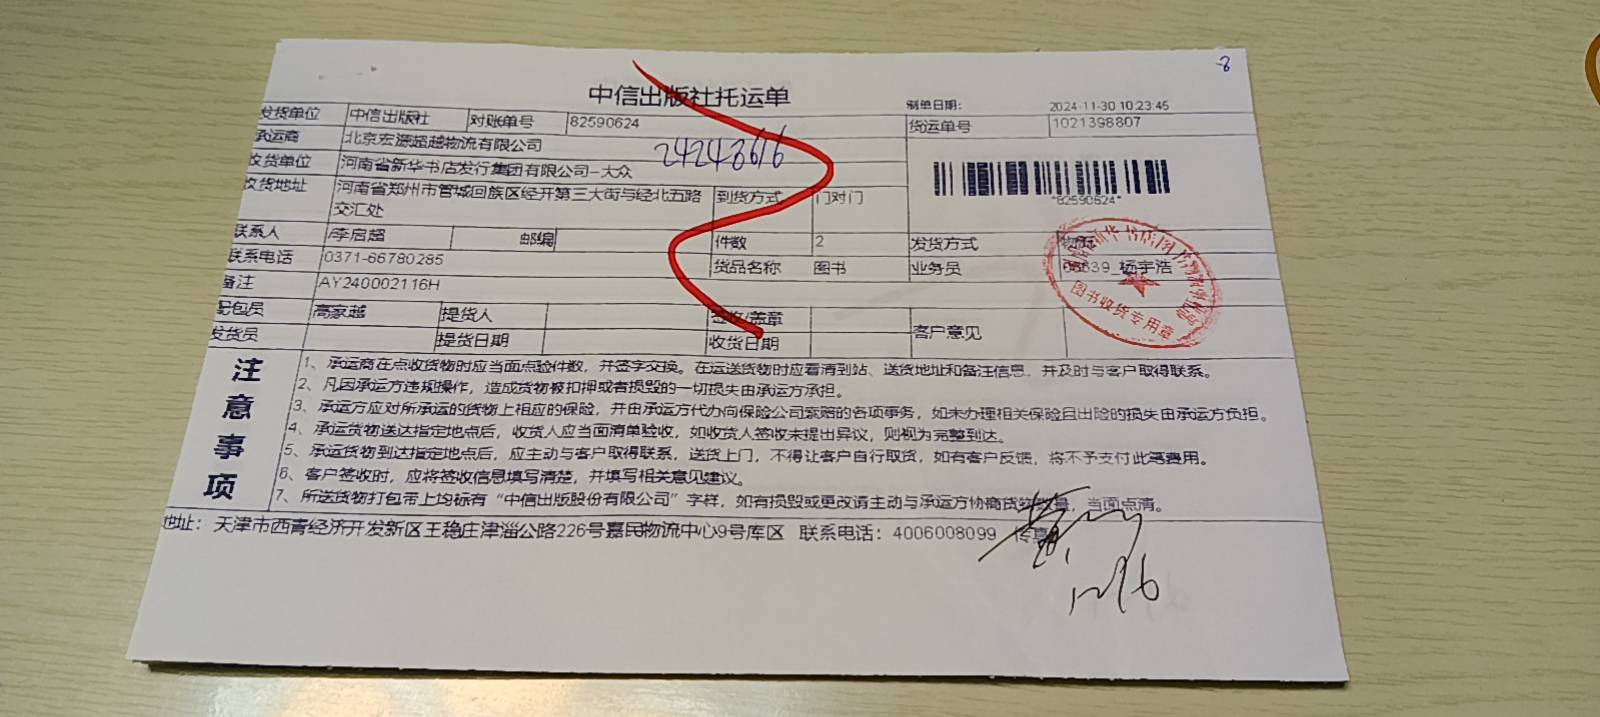 -8
中信出版社托运单
制单日期： 2024-11-30 10:23:45
发货单位 中信出版社 对账单号 82590624 货运单号 1021398807
承运商 北京宏源超越物流有限公司
24248616
收货单位 河南省新华书店发行集团有限公司-大众
收货地址 河南省郑州市管城回族区经开第三大街与经北五路 到货方式 门对门
交汇处
*82590624*
联系人 /李启超 邮编 件数 2 发货方式 物流
联系电话 0371-66780285 货品名称 图书 业务员 06639_杨宇浩
备注 AY240002116H
图书收货专用章
配包员 高家越 提货人 签收/盖章 客户意见
发货员 提货日期 收货日期
注意事项
1、承运商在点收货物时应当面点验件数，并签字交换。在运送货物时应看清到站、送货地址和备注信息，并及时与客户取得联系。
2、凡因承运方违规操作，造成货物被扣押或者损毁的一切损失由承运方承担。
3、承运方应对所承运的货物上相应的保险，并由承运方代办向保险公司索赔的各项事务，如未办理相关保险且出险的损失由承运方负担。
4、承运货物送达指定地点后，收货人应当面清单验收，如收货人签收未提出异议，则视为完整到达。
5、承运货物到达指定地点后，应主动与客户取得联系，送货上门，不得让客户自行取货，如有客户反馈，将不予支付此笔费用。
6、客户签收时，应将签收信息填写清楚，并填写相关意见建议。
7、所送货物打包带上均标有“中信出版股份有限公司”字样，如有损毁或更改请主动与承运方协商货物数量，当面点清。
地址：天津市西青经济开发新区王稳庄津淄公路226号嘉民物流中心9号库区 联系电话：4006008099 传真
12/6